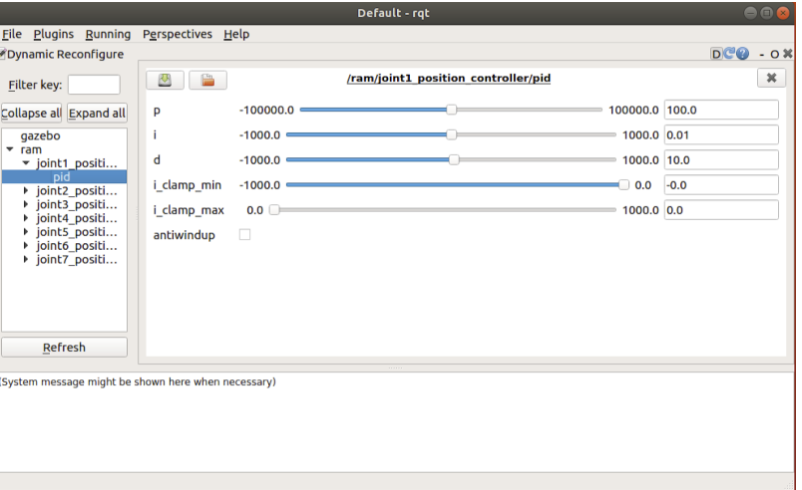 Default - rqt
File Plugins Running Perspectives Help
Dynamic Reconfigure D - O
Filter key:
/ram/joint1_position_controller/pid
Collapse all Expand all
gazebo
ram
joint1_positi...
pid
joint2_positi...
joint3_positi...
joint4_positi...
joint5_positi...
joint6_positi...
joint7_positi...
Refresh
p -100000.0 100000.0 100.0
i -1000.0 1000.0 0.01
d -1000.0 1000.0 10.0
i_clamp_min -1000.0 0.0 -0.0
i_clamp_max 0.0 1000.0 0.0
antiwindup
(System message might be shown here when necessary)